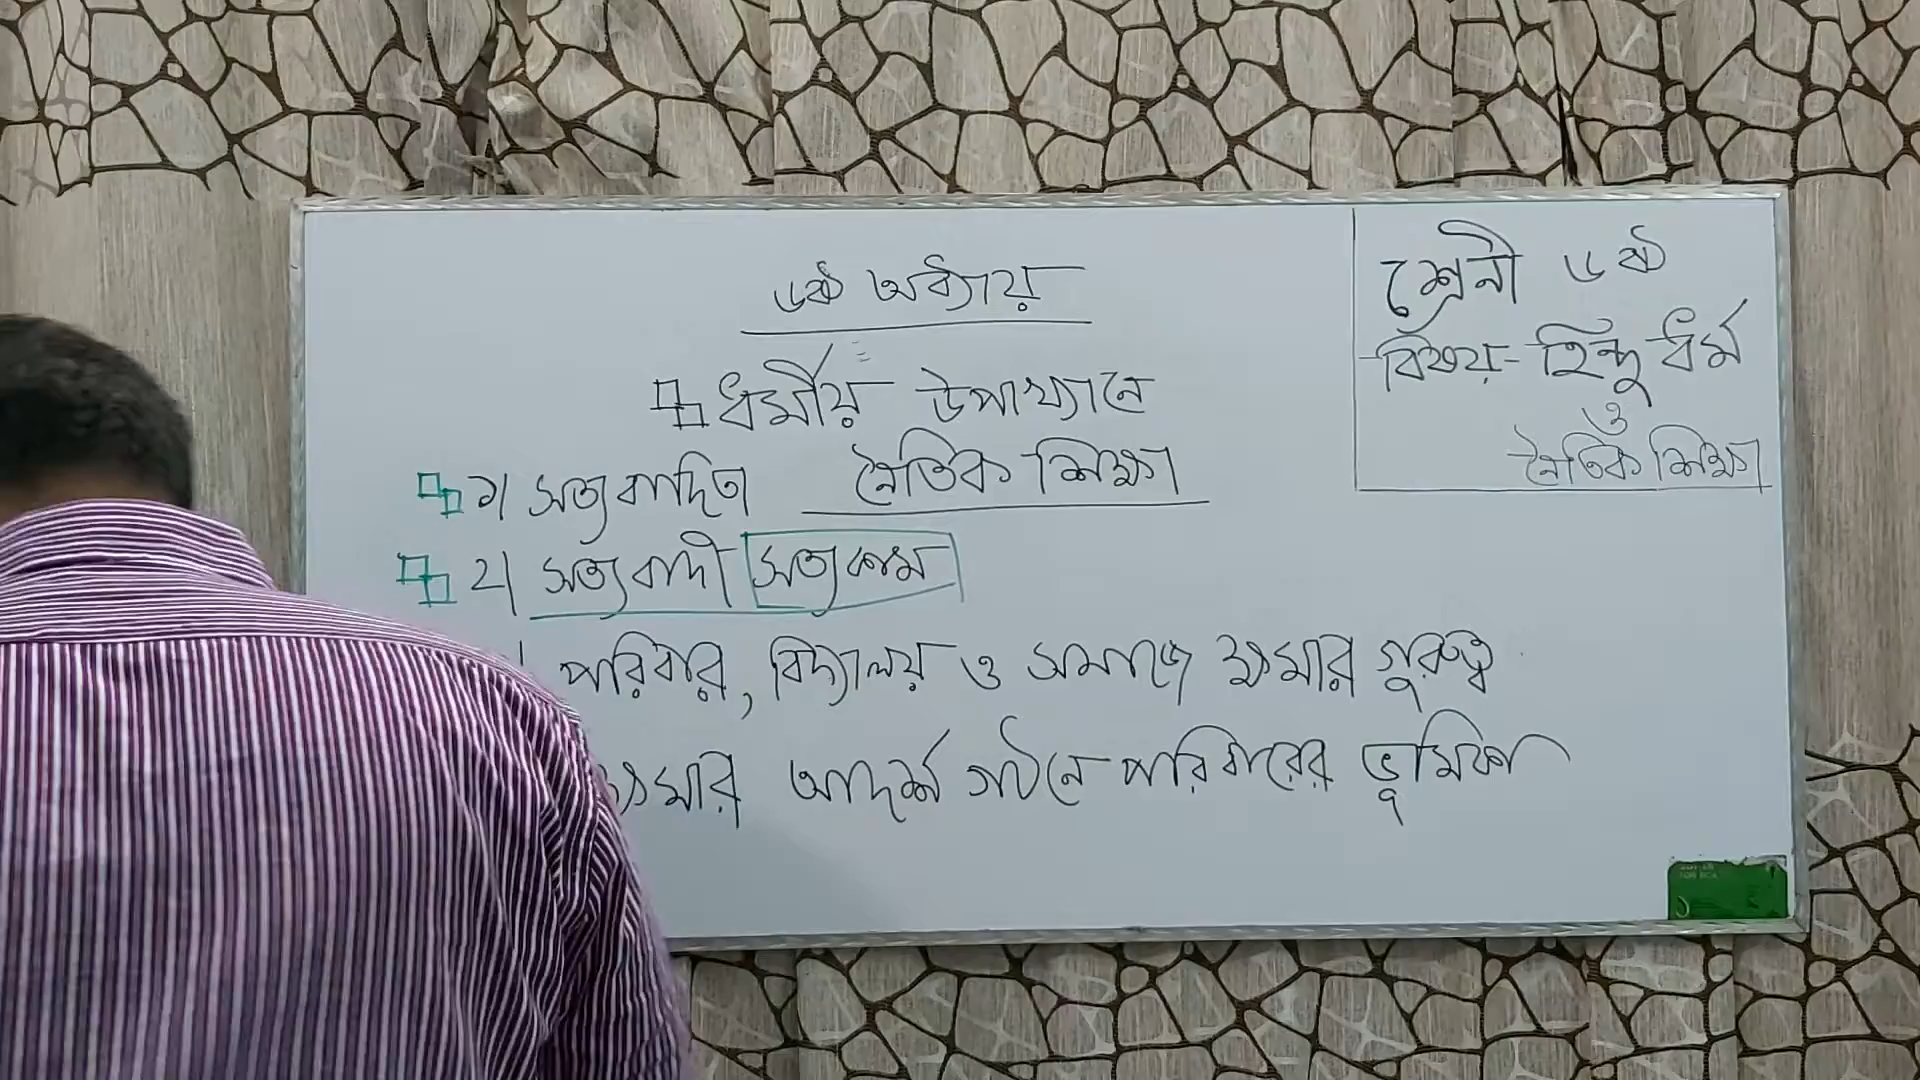 ৬ষ্ঠ অধ্যায়
ধর্মীয় উপাখ্যানে
নৈতিক শিক্ষা
১। সত্যবাদিতা
২। সত্যবাদী সত্যকাম
। পরিবার, বিদ্যালয় ও সমাজে ক্ষমার গুরুত্ব
ক্ষমার আদর্শ গঠনে পরিবারের ভূমিকা
শ্রেনী ৬ষ্ঠ
বিষয়- হিন্দু ধর্ম
ও
নৈতিক শিক্ষা